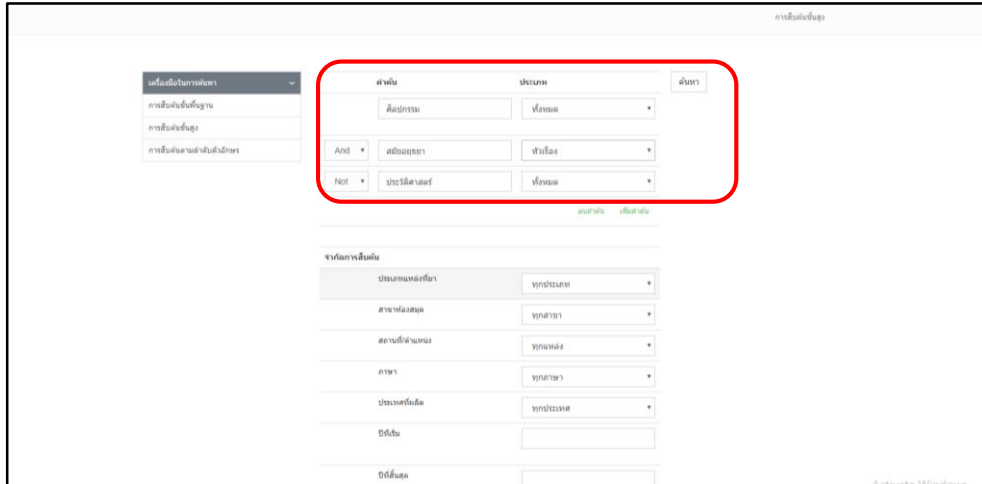 การสืบค้นขั้นสูง
เครื่องมือในการค้นหา
การสืบค้นขั้นพื้นฐาน
การสืบค้นขั้นสูง
การสืบค้นตามลำดับตัวอักษร
คำค้น ประเภท ค้นหา
ศิลปกรรม ทั้งหมด
And สมัยอยุธยา หัวเรื่อง
Not ประวัติศาสตร์ ทั้งหมด
ลบคำค้น เพิ่มคำค้น
จำกัดการสืบค้น
ประเภทแหล่งที่มา ทุกประเภท
สาขาห้องสมุด ทุกสาขา
สถานที่/ตำแหน่ง ทุกแหล่ง
ภาษา ทุกภาษา
ประเทศที่ผลิต ทุกประเทศ
ปีที่เริ่ม
ปีที่สิ้นสุด
Activate Windows